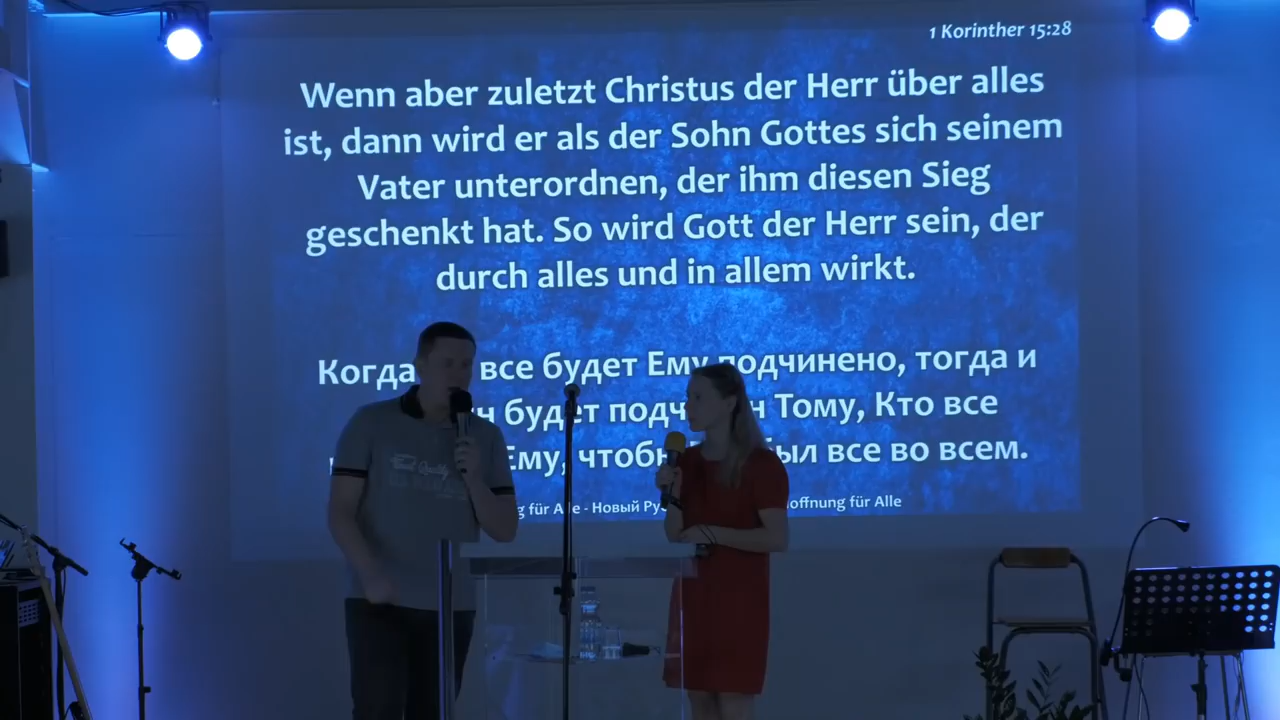 1 Korinther 15:28
Wenn aber zuletzt Christus der Herr über alles
ist, dann wird er als der Sohn Gottes sich seinem
Vater unterordnen, der ihm diesen Sieg
geschenkt hat. So wird Gott der Herr sein, der
durch alles und in allem wirkt.
Когда все будет Ему подчинено, тогда и
будет Тому, Кто все
Ему, был все во всем.
für Alle - Новый Hoffnung für Alle